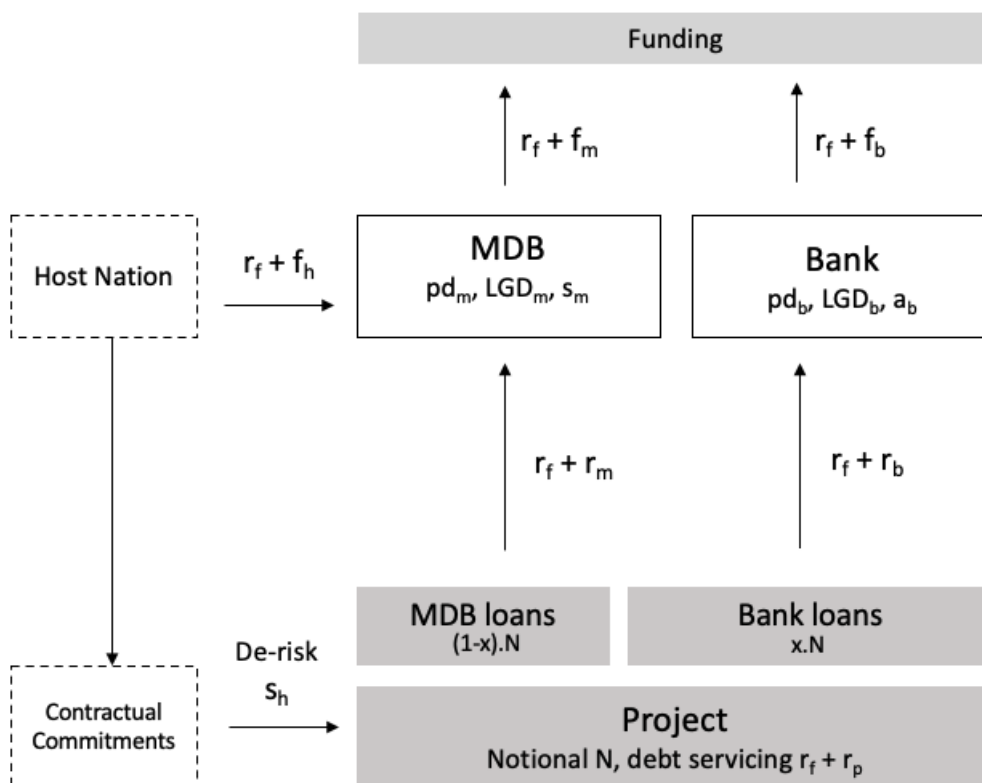 Funding
r_f + f_m
r_f + f_b
Host Nation
r_f + f_h
MDB
pd_m, LGD_m, s_m
Bank
pd_b, LGD_b, a_b
r_f + r_m
r_f + r_b
MDB loans
(1-x).N
Bank loans
x.N
De-risk
s_h
Contractual
Commitments
Project
Notional N, debt servicing r_f + r_p